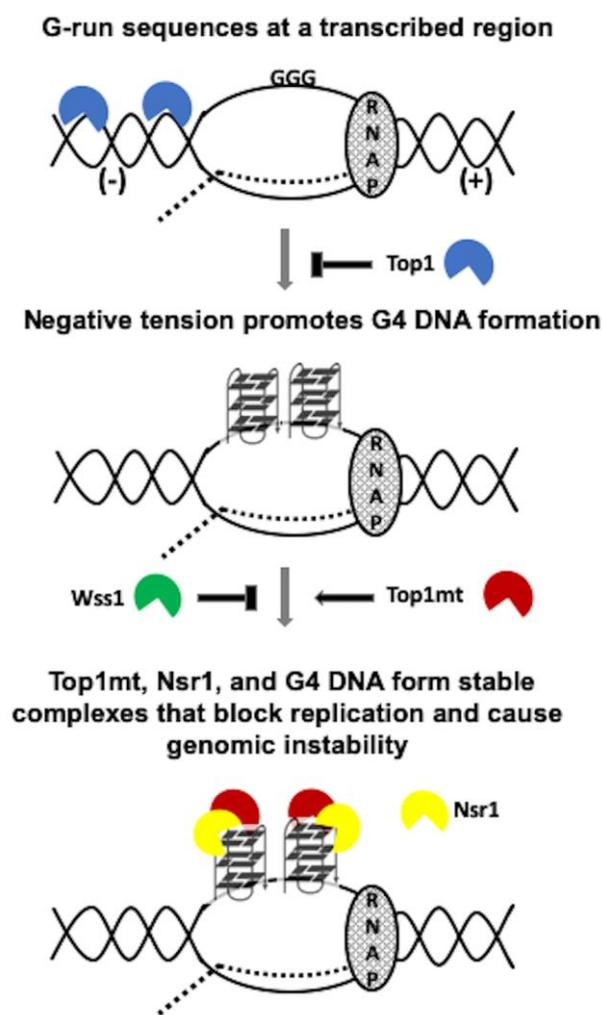 G-run sequences at a transcribed region
GGG
R
N
A
P
(-)
(+)
Top1
Negative tension promotes G4 DNA formation
R
N
A
P
Wss1
Top1mt
Top1mt, Nsr1, and G4 DNA form stable
complexes that block replication and cause
genomic instability
Nsr1
R
N
A
P